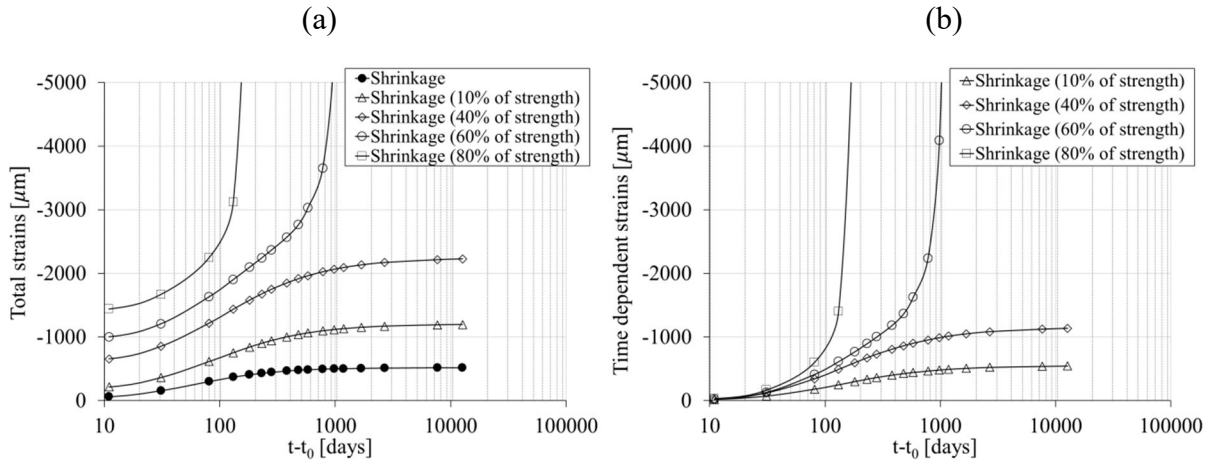 (a)
Total strains [μm]
-5000
-4000
-3000
-2000
-1000
0
Shrinkage
Shrinkage (10% of strength)
Shrinkage (40% of strength)
Shrinkage (60% of strength)
Shrinkage (80% of strength)
10
100
1000
10000
100000
t-t₀ [days]
(b)
Time dependent strains [μm]
-5000
-4000
-3000
-2000
-1000
0
Shrinkage (10% of strength)
Shrinkage (40% of strength)
Shrinkage (60% of strength)
Shrinkage (80% of strength)
10
100
1000
10000
100000
t-t₀ [days]